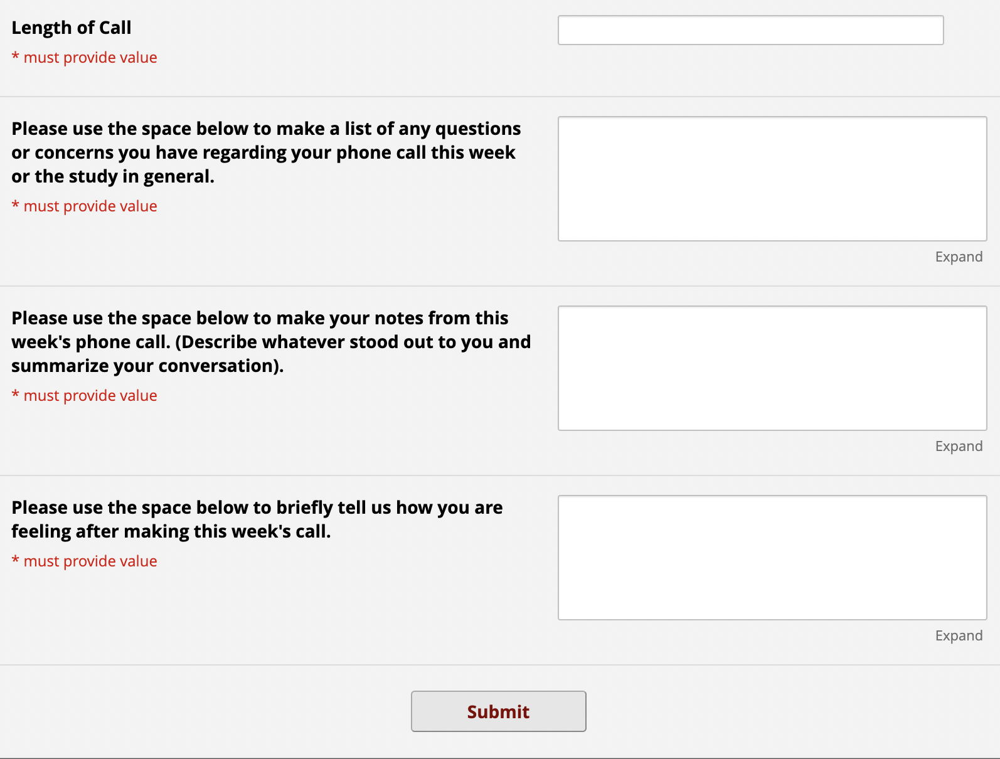 Length of Call
* must provide value
Please use the space below to make a list of any questions
or concerns you have regarding your phone call this week
or the study in general.
* must provide value
Expand
Please use the space below to make your notes from this
week's phone call. (Describe whatever stood out to you and
summarize your conversation).
* must provide value
Expand
Please use the space below to briefly tell us how you are
feeling after making this week's call.
* must provide value
Expand
Submit